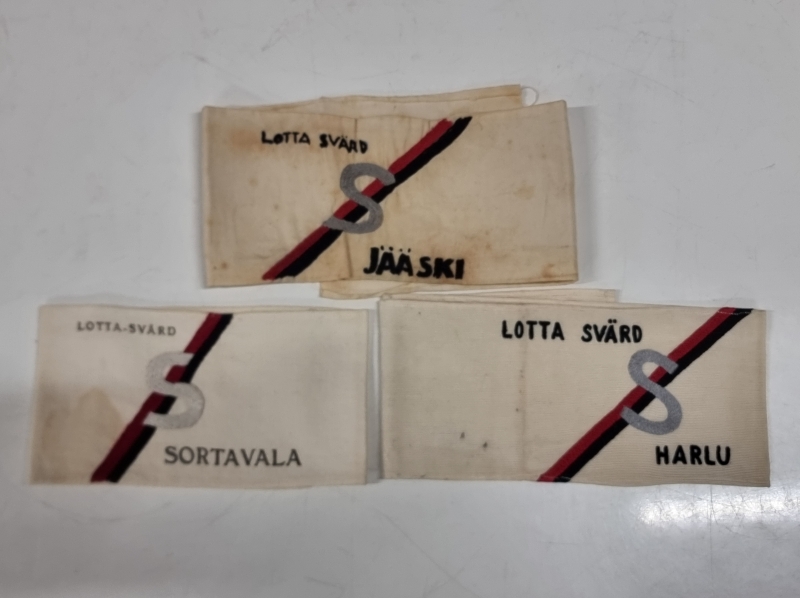 LOTTA SVÄRD
S
JÄÄSKI
LOTTA-SVÄRD
S
SORTAVALA
LOTTA SVÄRD
S
HARLU